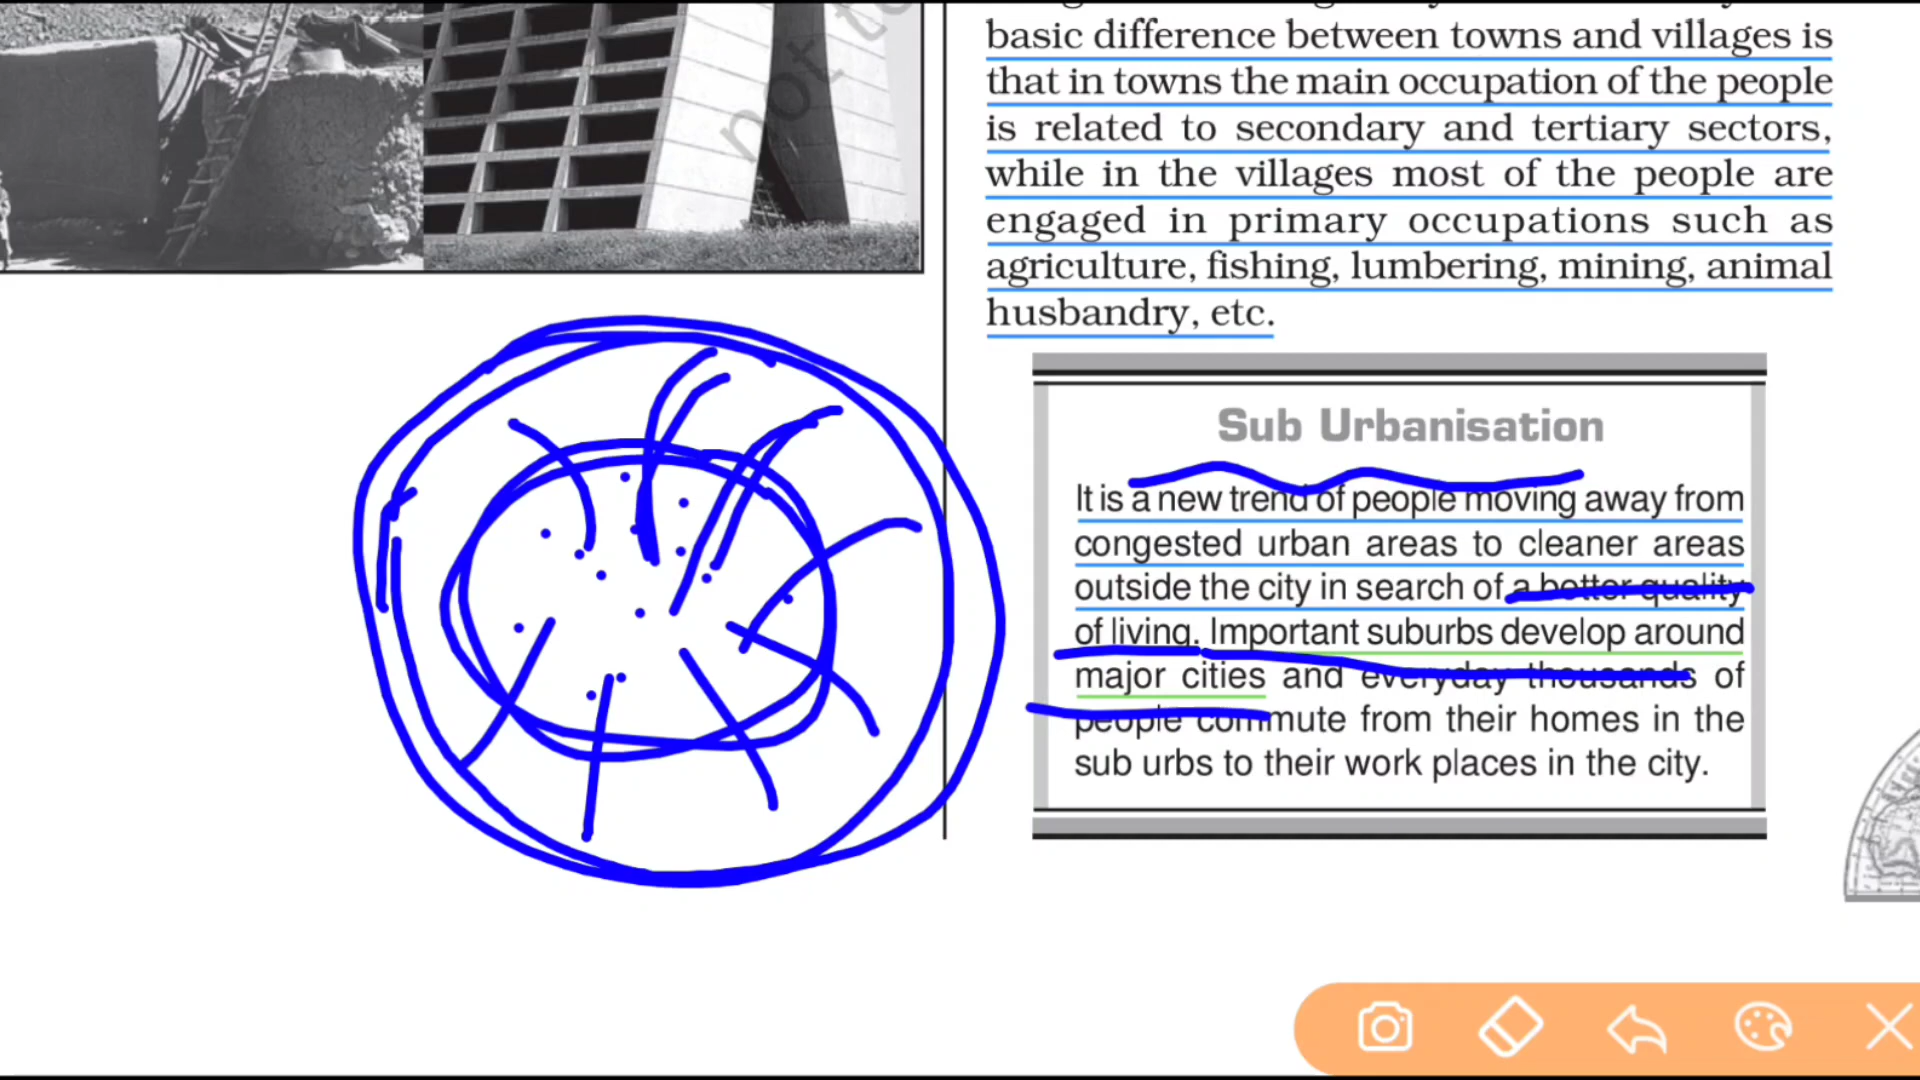 not t
basic difference between towns and villages is
that in towns the main occupation of the people
is related to secondary and tertiary sectors,
while in the villages most of the people are
engaged in primary occupations such as
agriculture, fishing, lumbering, mining, animal
husbandry, etc.
Sub Urbanisation
It is a new trend of people moving away from
congested urban areas to cleaner areas
outside the city in search of a better quality
of living. Important suburbs develop around
major cities and everyday thousands of
people commute from their homes in the
sub urbs to their work places in the city.